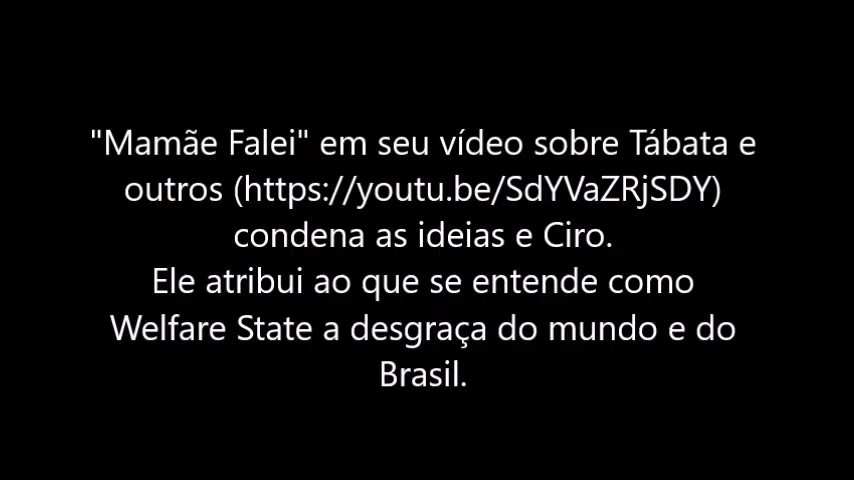 "Mamãe Falei" em seu vídeo sobre Tábata e
outros (https://youtu.be/SdYVaZRjSDY)
condena as ideias e Ciro.
Ele atribui ao que se entende como
Welfare State a desgraça do mundo e do
Brasil.